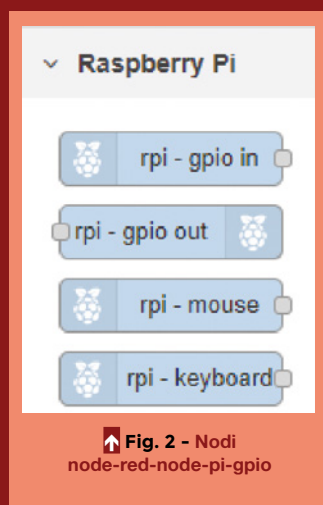 Raspberry Pi
rpi - gpio in
rpi - gpio out
rpi - mouse
rpi - keyboard
Fig. 2 - Nodi
node-red-node-pi-gpio